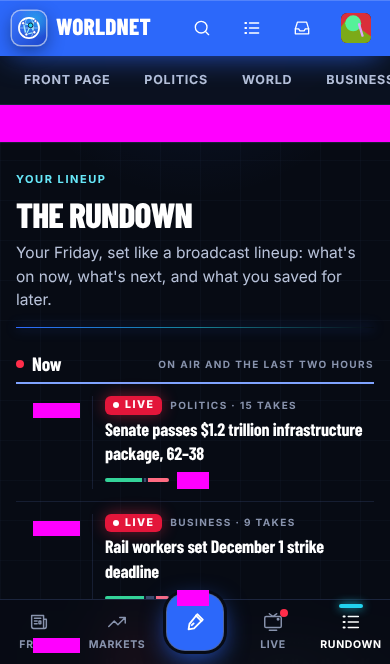 WORLDNET
FRONT PAGE POLITICS WORLD BUSINESS
YOUR LINEUP
THE RUNDOWN
Your Friday, set like a broadcast lineup: what's
on now, what's next, and what you saved for
later.
Now ON AIR AND THE LAST TWO HOURS
LIVE POLITICS · 15 TAKES
Senate passes $1.2 trillion infrastructure
package, 62–38
LIVE BUSINESS · 9 TAKES
Rail workers set December 1 strike
deadline
MARKETS LIVE RUNDOWN